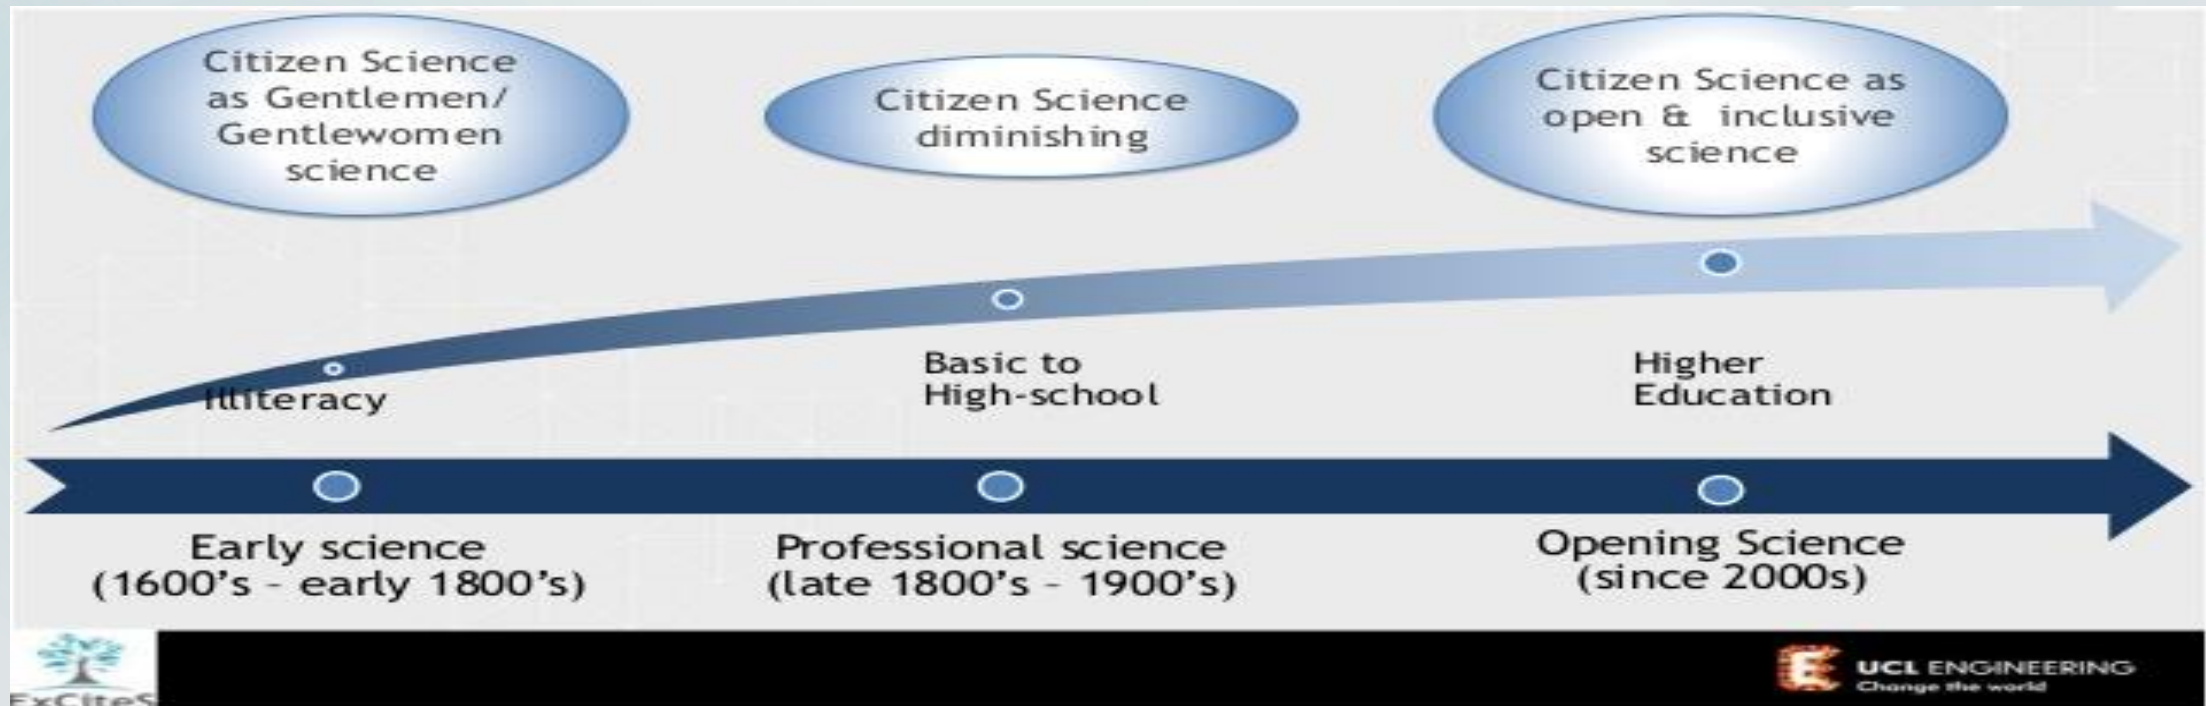 Citizen Science
as Gentlemen/
Gentlewomen
science
Citizen Science
diminishing
Citizen Science as
open & inclusive
science
Illiteracy
Basic to
High-school
Higher
Education
Early science
(1600's - early 1800's)
Professional science
(late 1800's - 1900's)
Opening Science
(since 2000s)
ExCiteS
UCL ENGINEERING
Change the world